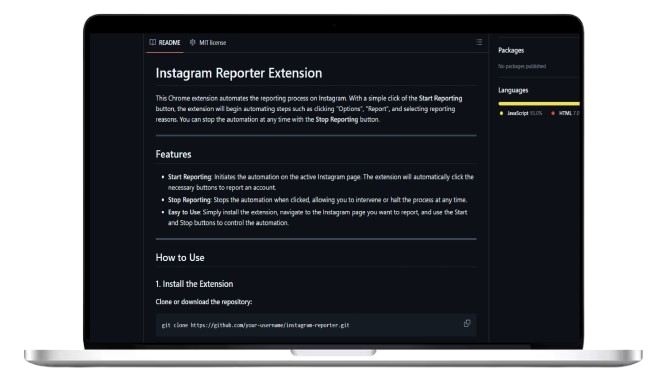 README MIT license
Packages
No packages published
Instagram Reporter Extension
Languages
This Chrome extension automates the reporting process on Instagram. With a simple click of the Start Reporting
button, the extension will begin automating steps such as clicking "Options", "Report", and selecting reporting
reasons. You can stop the automation at any time with the Stop Reporting button.
JavaScript 93.0% HTML 7.0
Features
• Start Reporting: Initiates the automation on the active Instagram page. The extension will automatically click the
necessary buttons to report an account.
• Stop Reporting: Stops the automation when clicked, allowing you to intervene or halt the process at any time.
• Easy to Use: Simply install the extension, navigate to the Instagram page you want to report, and use the Start
and Stop buttons to control the automation.
How to Use
1. Install the Extension
Clone or download the repository:
git clone https://github.com/your-username/instagram-reporter.git